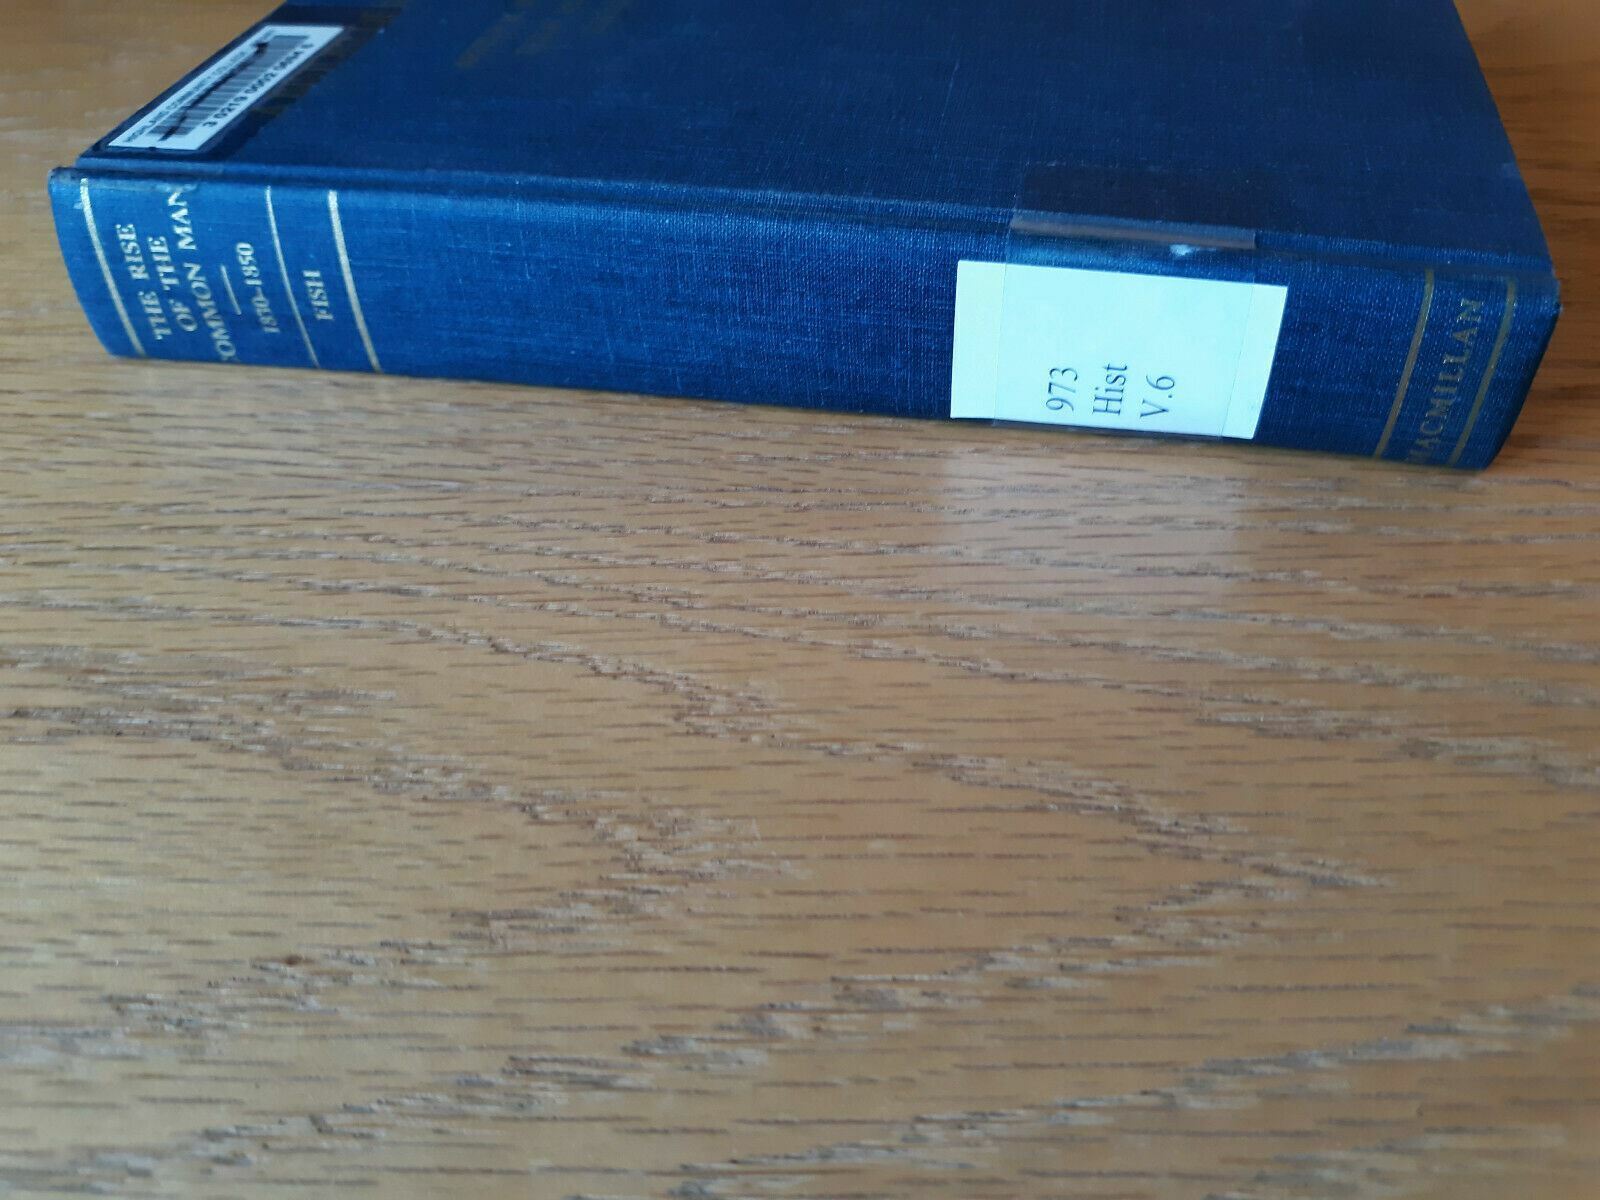 THE RISE
OF THE
COMMON MAN
1830–1850
FISH
973
Hist
V.6
MACMILLAN